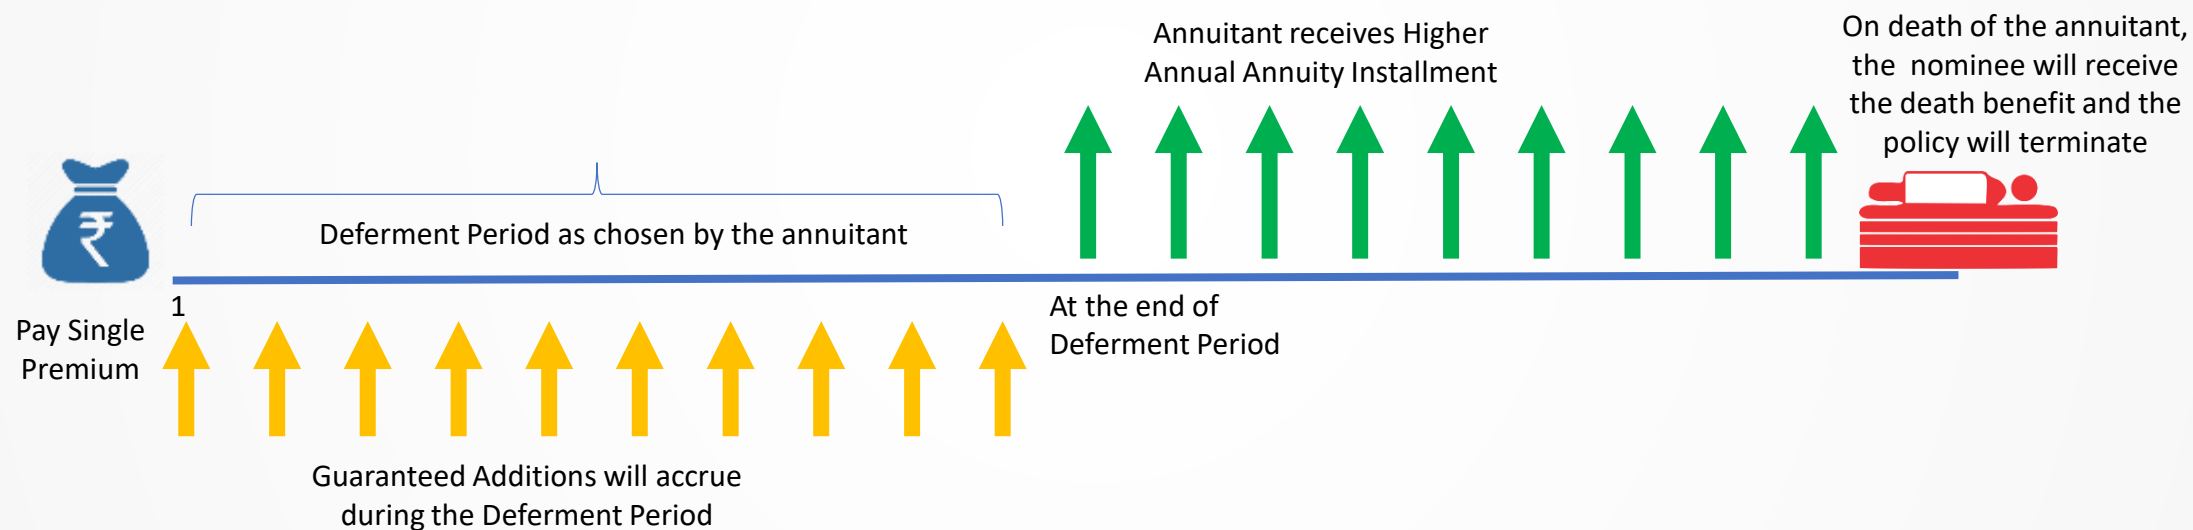 Annuitant receives Higher
Annual Annuity Installment
On death of the annuitant,
the nominee will receive
the death benefit and the
policy will terminate
₹
Deferment Period as chosen by the annuitant
1
Pay Single
Premium
At the end of
Deferment Period
Guaranteed Additions will accrue
during the Deferment Period